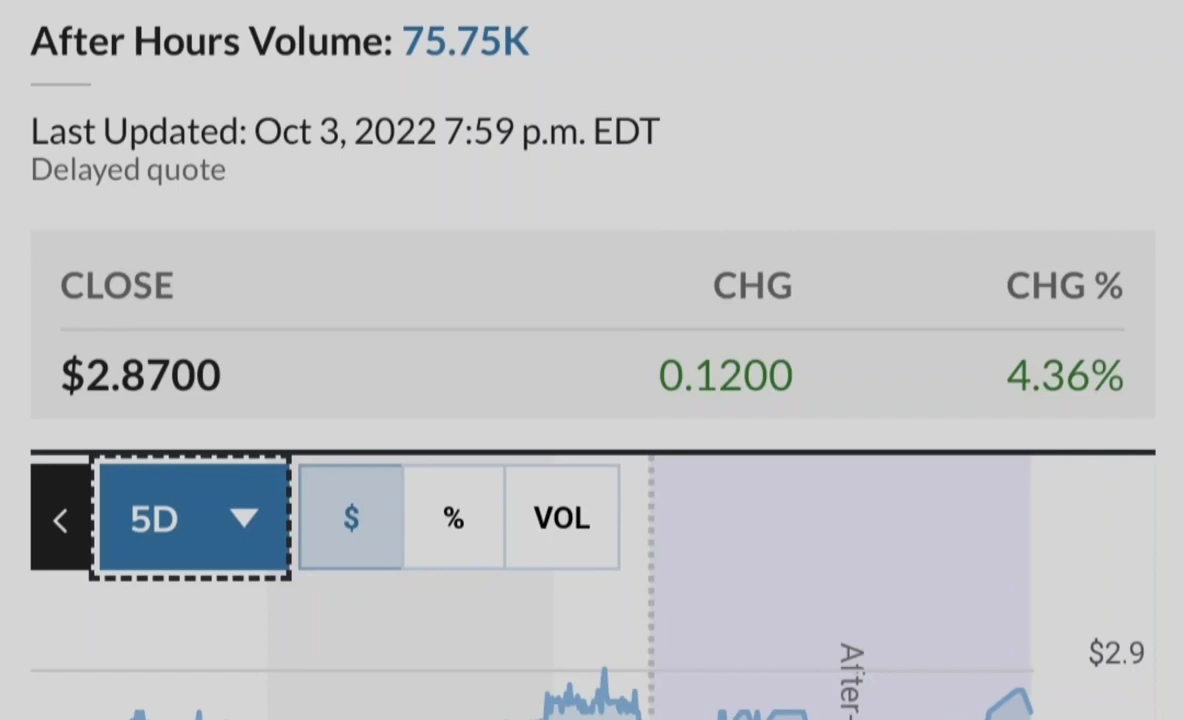 After Hours Volume: 75.75K
Last Updated: Oct 3, 2022 7:59 p.m. EDT
Delayed quote
CLOSE CHG CHG %
$2.8700 0.1200 4.36%
5D $ % VOL
$2.9
After-